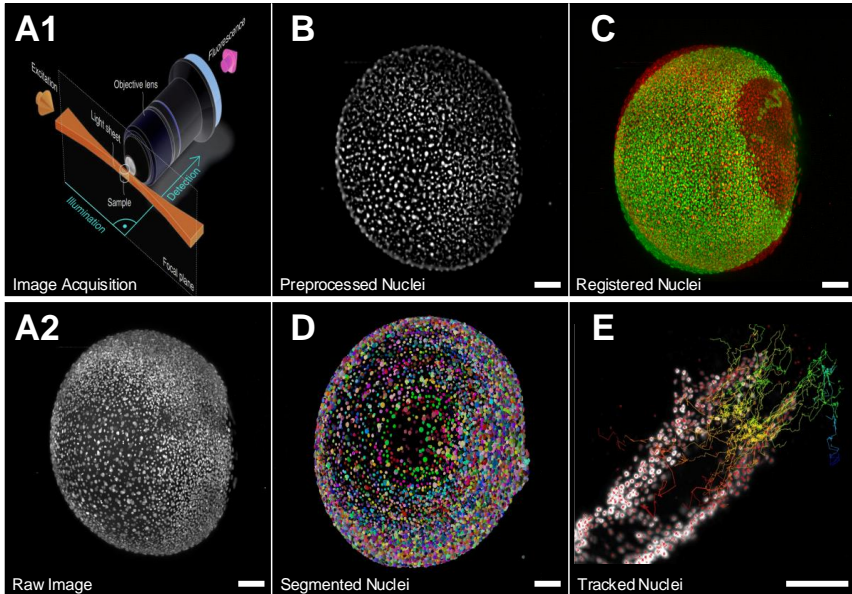 A1
Excitation
Light sheet
Objective lens
Fluorescence
Sample
Illumination
Detection
Focal plane
Image Acquisition
B
Preprocessed Nuclei
C
Registered Nuclei
A2
Raw Image
D
Segmented Nuclei
E
Tracked Nuclei